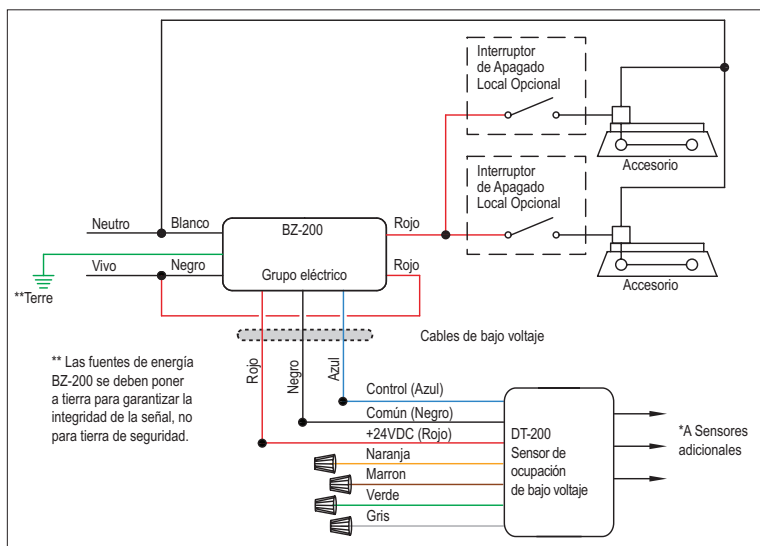 Interruptor
de Apagado
Local Opcional
Accesorio
Interruptor
de Apagado
Local Opcional
Accesorio
Neutro
Blanco
BZ-200
Rojo
Vivo
Negro
Grupo eléctrico
Rojo
**Terre
Cables de bajo voltaje
** Las fuentes de energía
BZ-200 se deben poner
a tierra para garantizar la
integridad de la señal, no
para tierra de seguridad.
Rojo
Negro
Azul
Control (Azul)
Común (Negro)
+24VDC (Rojo)
Naranja
Marron
Verde
Gris
DT-200
Sensor de
ocupación
de bajo voltaje
*A Sensores
adicionales